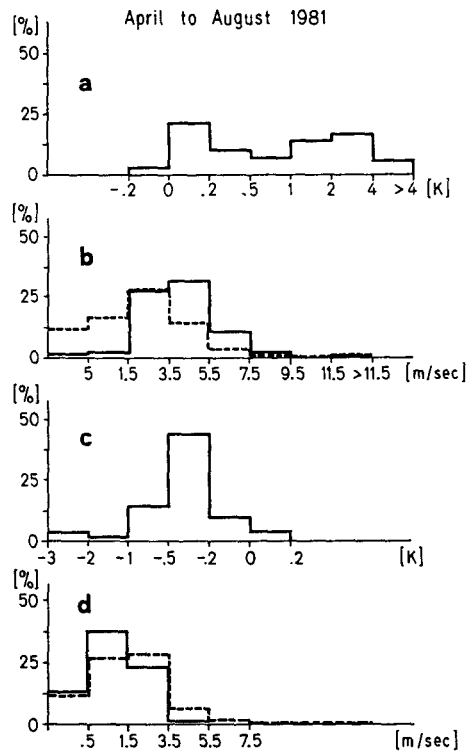 April to August 1981
[%]
50
a
25
0
-.2 0 .2 .5 1 2 4 >4 [K]
[%]
50
b
25
0
5 1.5 3.5 5.5 7.5 9.5 11.5 >11.5 [m/sec]
[%]
50
c
25
0
-3 -2 -1 -.5 -.2 0 .2 [K]
[%]
50
d
25
0
.5 1.5 3.5 5.5 7.5 [m/sec]